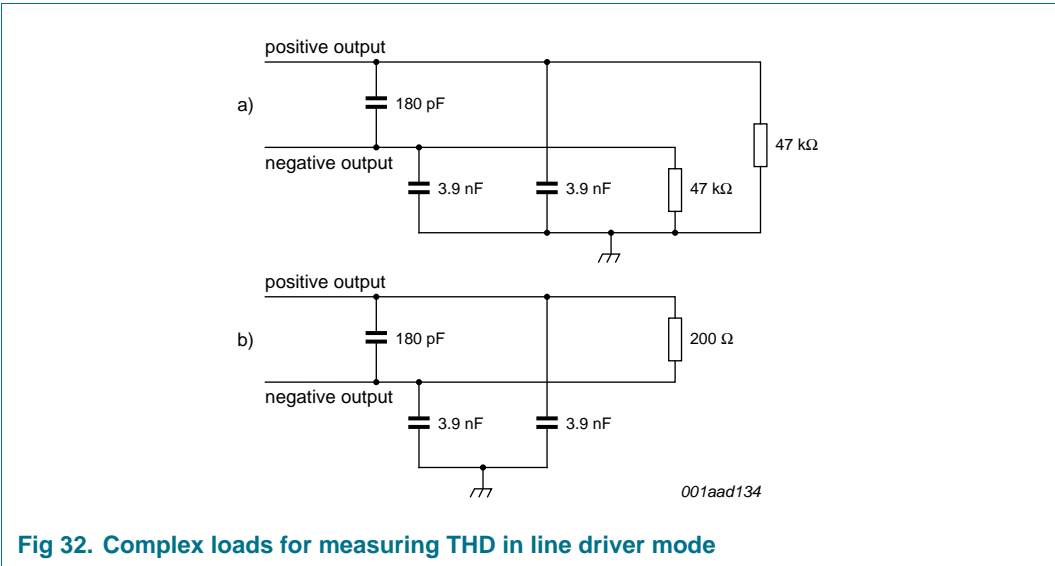 positive output
a)
180 pF
47 kΩ
negative output
3.9 nF
3.9 nF
47 kΩ
positive output
b)
180 pF
200 Ω
negative output
3.9 nF
3.9 nF
001aad134
Fig 32. Complex loads for measuring THD in line driver mode